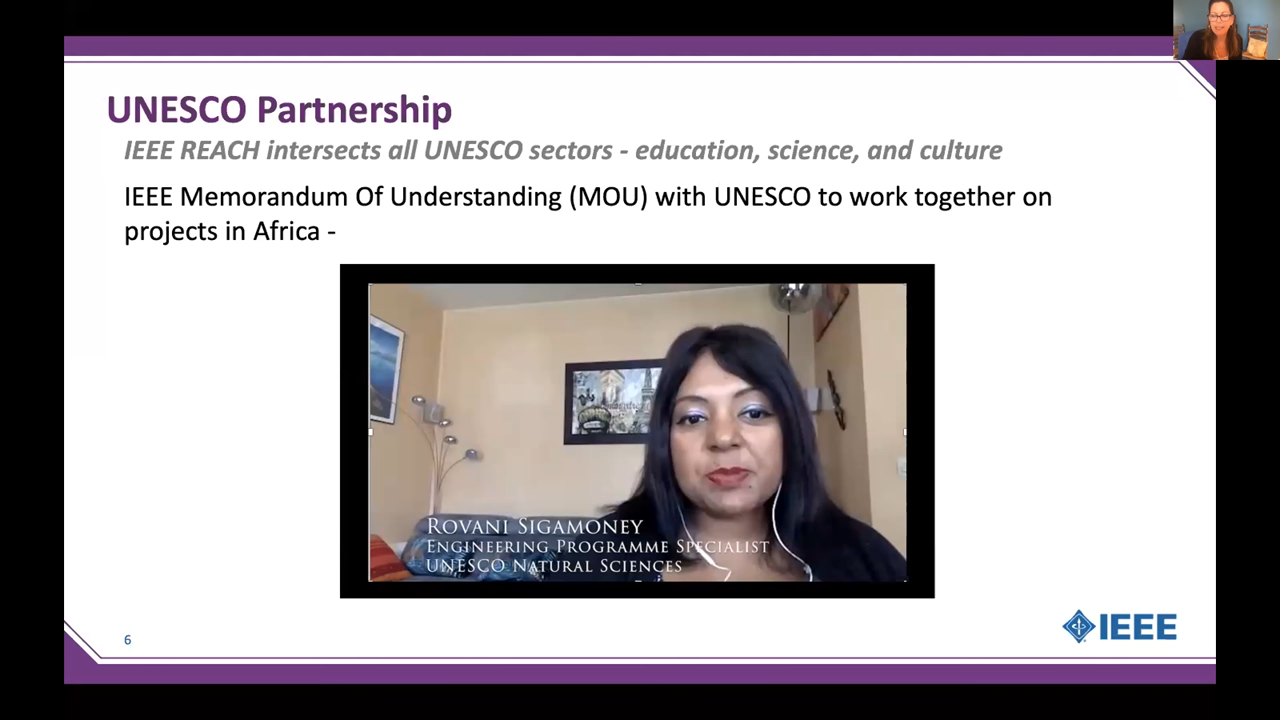 UNESCO Partnership
IEEE REACH intersects all UNESCO sectors - education, science, and culture
IEEE Memorandum Of Understanding (MOU) with UNESCO to work together on
projects in Africa -
Rovani Sigamoney
Engineering Programme Specialist
UNESCO Natural Sciences
6
IEEE